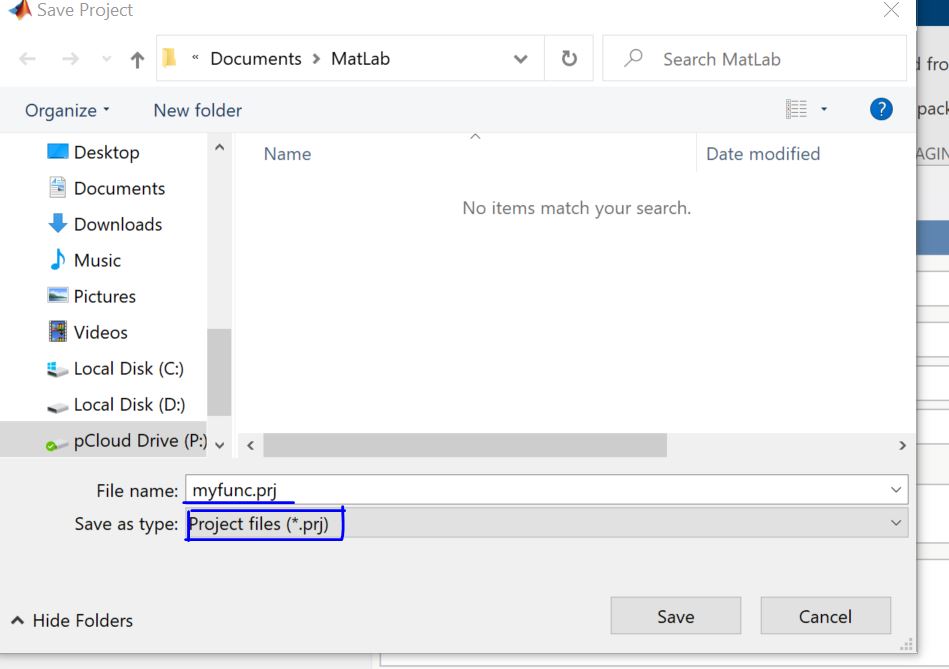 Save Project
« Documents > MatLab
Search MatLab
d fro
Organize
New folder
?
pack
Desktop
Name
Date modified
AGIN
Documents
No items match your search.
Downloads
Music
Pictures
Videos
Local Disk (C:)
Local Disk (D:)
pCloud Drive (P:)
File name: myfunc.prj
Save as type: Project files (*.prj)
Hide Folders
Save
Cancel